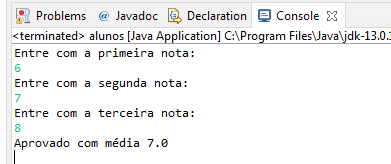 Problems @ Javadoc Declaration Console
<terminated> alunos [Java Application] C:\Program Files\Java\jdk-13.0.
Entre com a primeira nota:
6
Entre com a segunda nota:
7
Entre com a terceira nota:
8
Aprovado com média 7.0